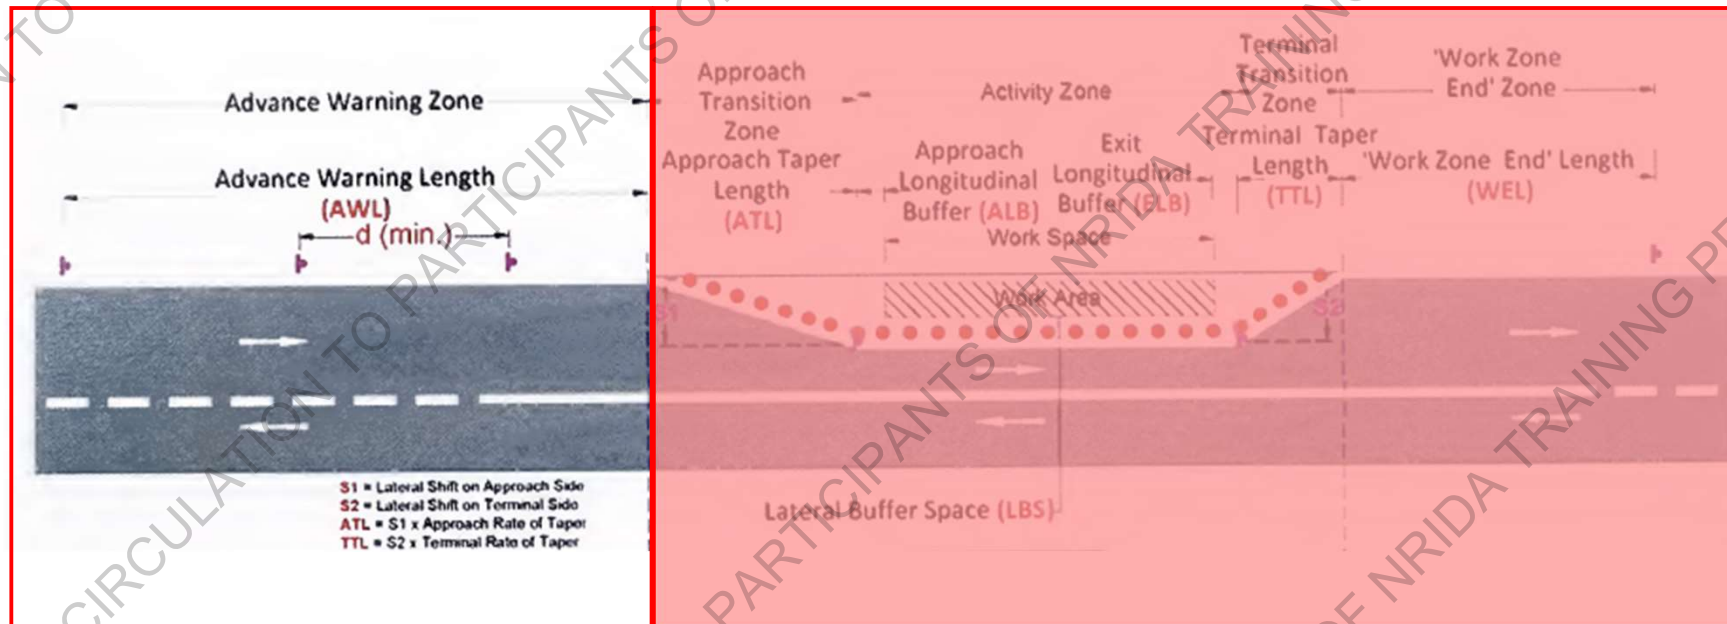 Advance Warning Zone
Advance Warning Length
(AWL)
d (min.)
S1 = Lateral Shift on Approach Side
S2 = Lateral Shift on Terminal Side
ATL = S1 x Approach Rate of Taper
TTL = S2 x Terminal Rate of Taper
Approach
Transition
Zone
Approach Taper
Length
(ATL)
Activity Zone
Approach
Longitudinal
Buffer (ALB)
Exit
Longitudinal
Buffer (ELB)
Work Space
Work Area
Terminal
Transition
Zone
Terminal Taper
Length
(TTL)
'Work Zone
End' Zone
'Work Zone End' Length
(WEL)
S1
S2
Lateral Buffer Space (LBS)
N TO
CIRCULATION TO PARTICIPANTS O
PARTICIPANTS OF NRIDA TRAINING
OF NRIDA TRAINING PR